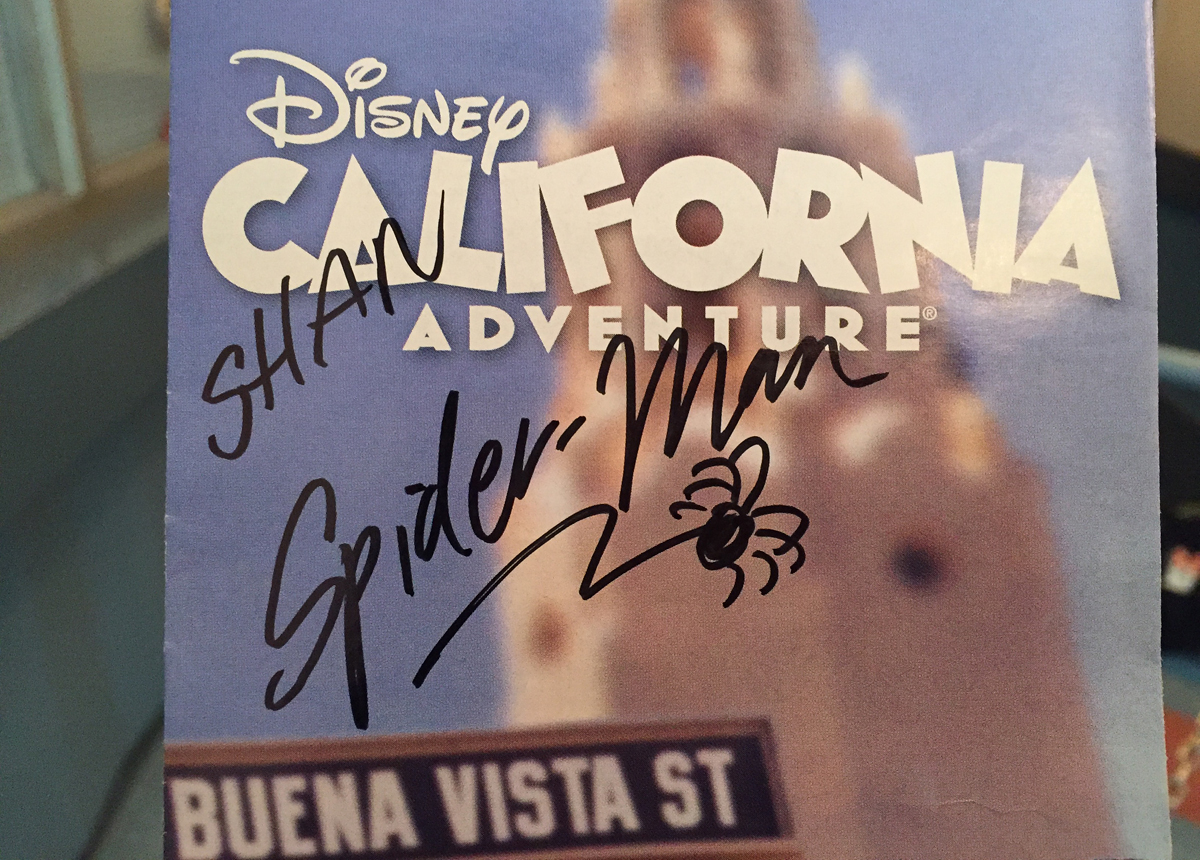 Disney
CALIFORNIA
ADVENTURE®
SHAN
Spider-Man
BUENA VISTA ST